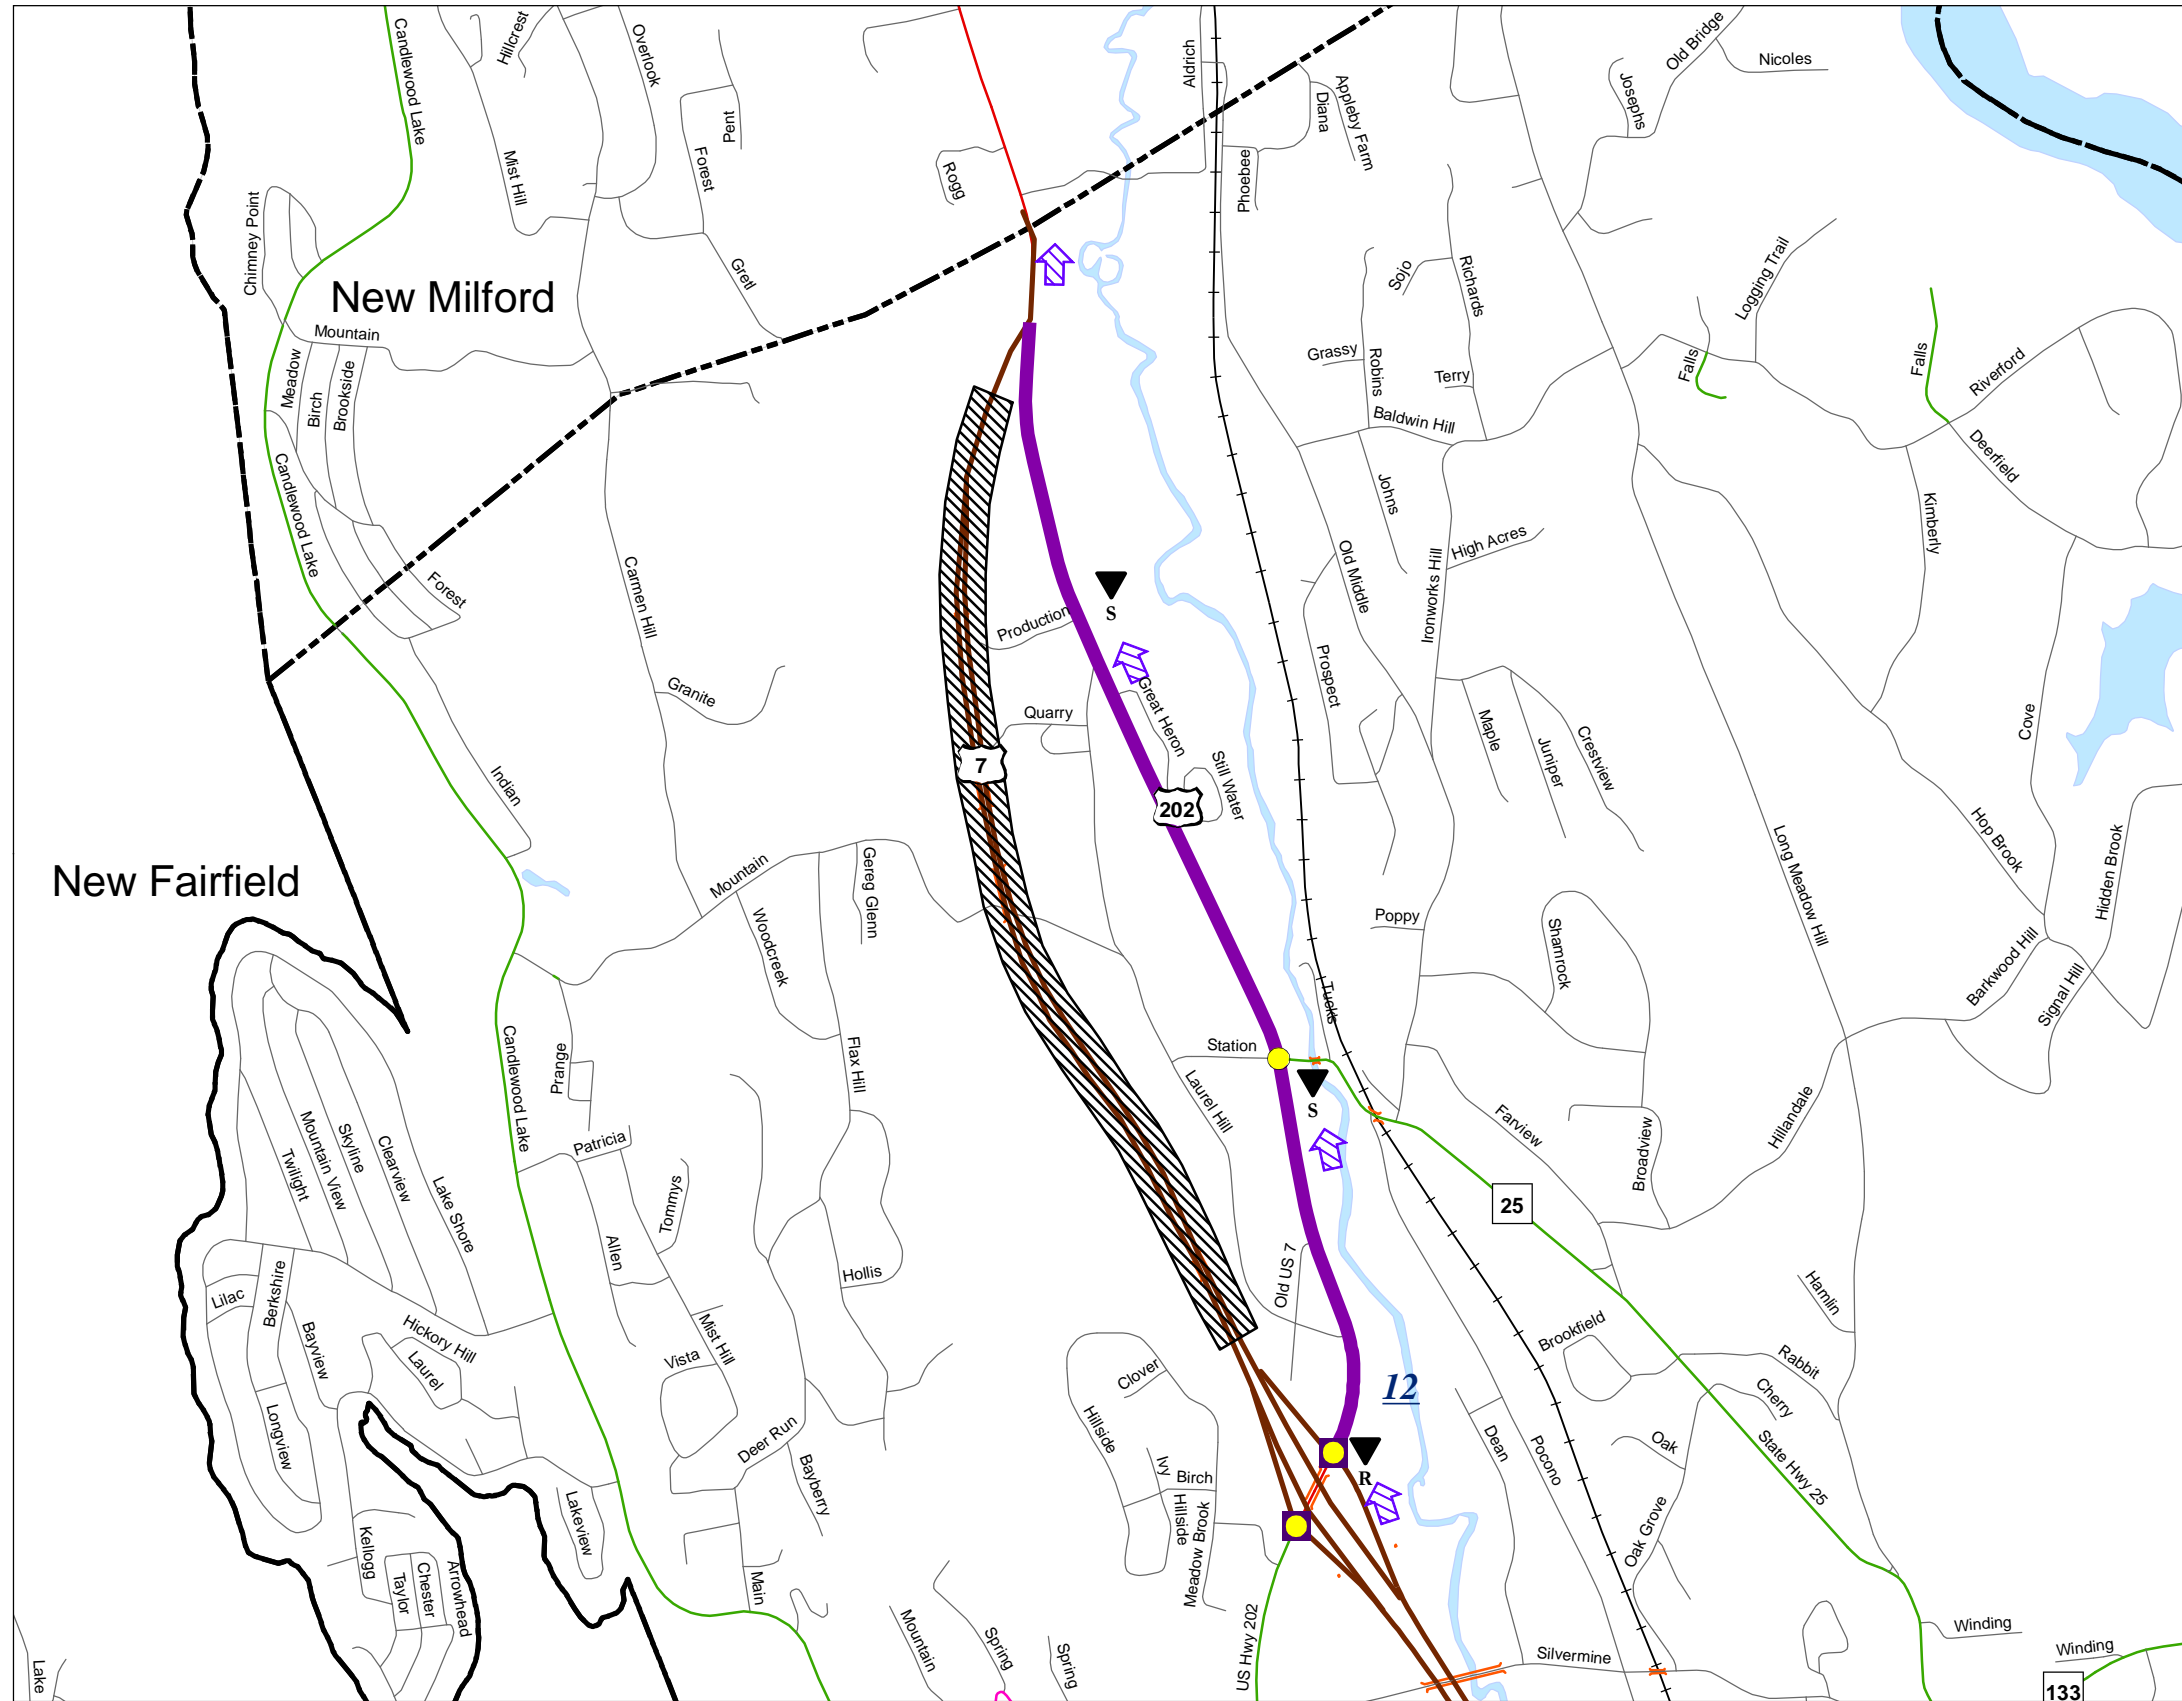 Candlewood Lake
Hillcrest
Overlook
Aldrich
Old Bridge
Nicoles
Josephs
Diana
Appleby Farm
Pent
Forest
Mist Hill
Rogg
Phoebee
Chimney Point
Gretl
Sojo
Richards
Logging Trail
New Milford
Mountain
Meadow
Birch
Brookside
Grassy
Robins
Terry
Falls
Falls
Riverford
Baldwin Hill
Deerfield
Candlewood Lake
Johns
Kimberly
High Acres
Old Middle
Ironworks Hill
Forest
Carmen Hill
Production
S
Prospect
Granite
Great Heron
Quarry
Maple
Juniper
Crestview
Cove
7
Still Water
202
Indian
New Fairfield
Mountain
Gereg Glenn
Woodcreek
Long Meadow Hill
Hop Brook
Hidden Brook
Poppy
Shamrock
Barkwood Hill
Signal Hill
Tucks
Station
Candlewood Lake
Prange
Flax Hill
Laurel Hill
S
Farview
Hillandale
Broadview
Patricia
Twilight
Mountain View
Skyline
Clearview
Lake Shore
Tommys
Allen
25
Old US 7
Hollis
Lilac
Berkshire
Bayview
Hickory Hill
Laurel
Mist Hill
Vista
Hamlin
Brookfield
Rabbit
Cherry
Clover
12
Longview
Hillside
Deer Run
Bayberry
Dean
Pocono
Oak
State Hwy 25
R
Ivy
Birch
Hillside
Meadow Brook
Lakeview
Kellogg
Taylor
Chester
Arrowhead
Main
Oak Grove
US Hwy 202
Mountain
Spring
Spring
Silvermine
Winding
Winding
Lake
133